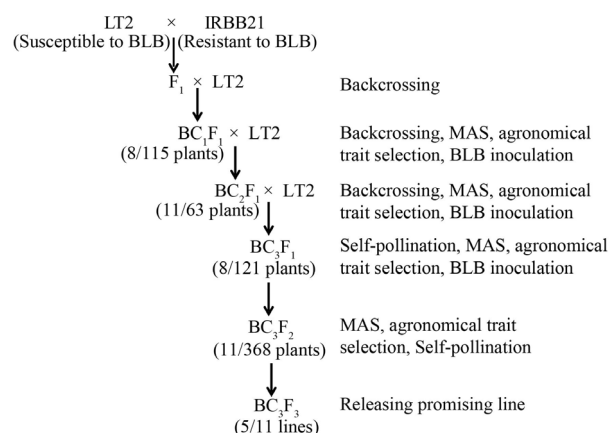 LT2 × IRBB21
(Susceptible to BLB) (Resistant to BLB)
F₁ × LT2 Backcrossing
BC₁F₁ × LT2 Backcrossing, MAS, agronomical
(8/115 plants) trait selection, BLB inoculation
BC₂F₁ × LT2 Backcrossing, MAS, agronomical
(11/63 plants) trait selection, BLB inoculation
BC₃F₁ Self-pollination, MAS, agronomical
(8/121 plants) trait selection, BLB inoculation
BC₃F₂ MAS, agronomical trait
(11/368 plants) selection, Self-pollination
BC₃F₃ Releasing promising line
(5/11 lines)